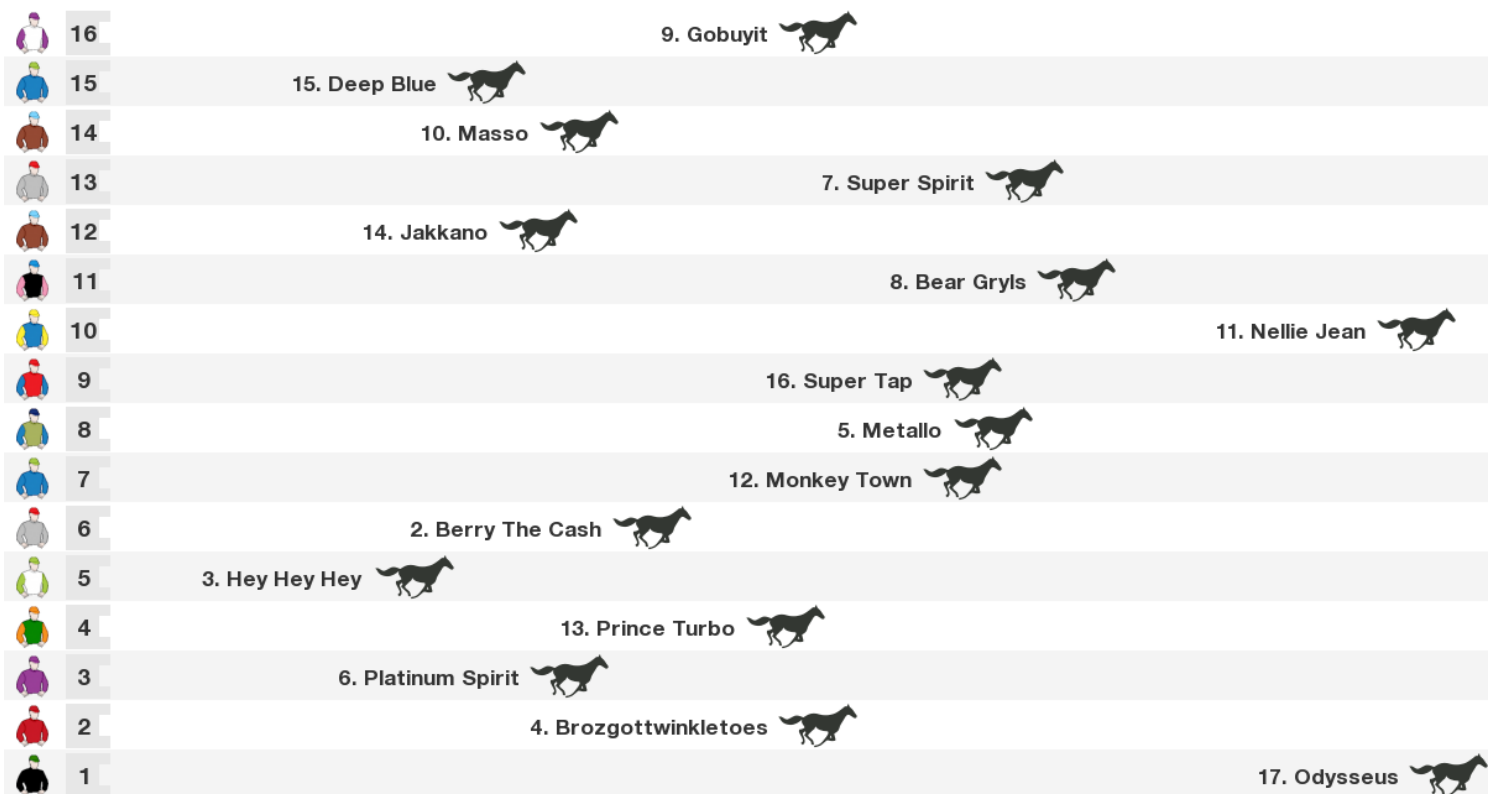 16 9. Gobuyit
15 15. Deep Blue
14 10. Masso
13 7. Super Spirit
12 14. Jakkano
11 8. Bear Gryls
10 11. Nellie Jean
9 16. Super Tap
8 5. Metallo
7 12. Monkey Town
6 2. Berry The Cash
5 3. Hey Hey Hey
4 13. Prince Turbo
3 6. Platinum Spirit
2 4. Brozgottwinkletoes
1 17. Odysseus